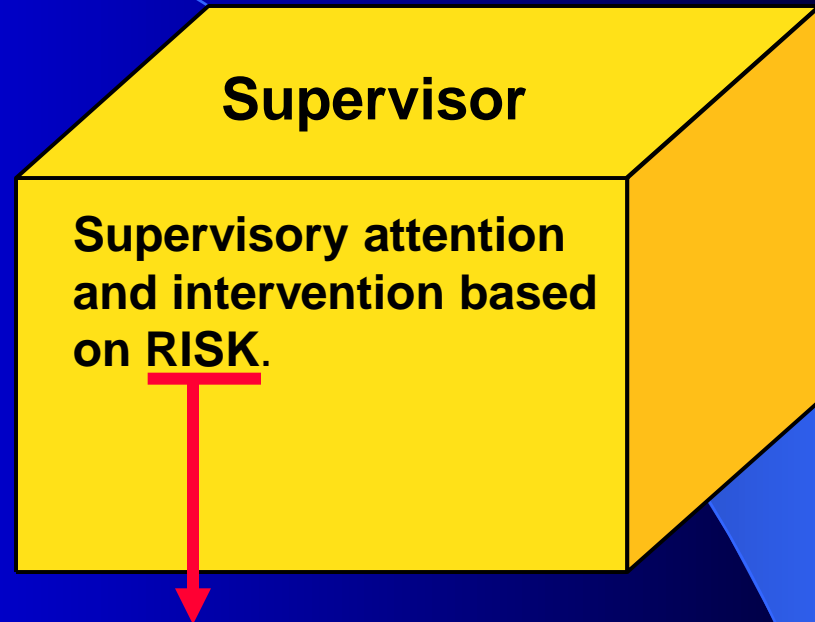 Supervisor
Supervisory attention
and intervention based
on RISK.